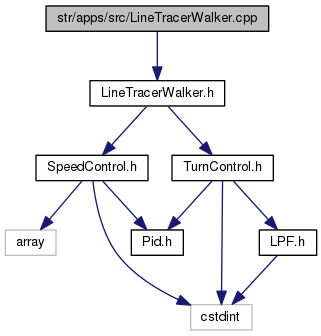 str/apps/src/LineTracerWalker.cpp
LineTracerWalker.h
SpeedControl.h
TurnControl.h
array
Pid.h
LPF.h
cstdint